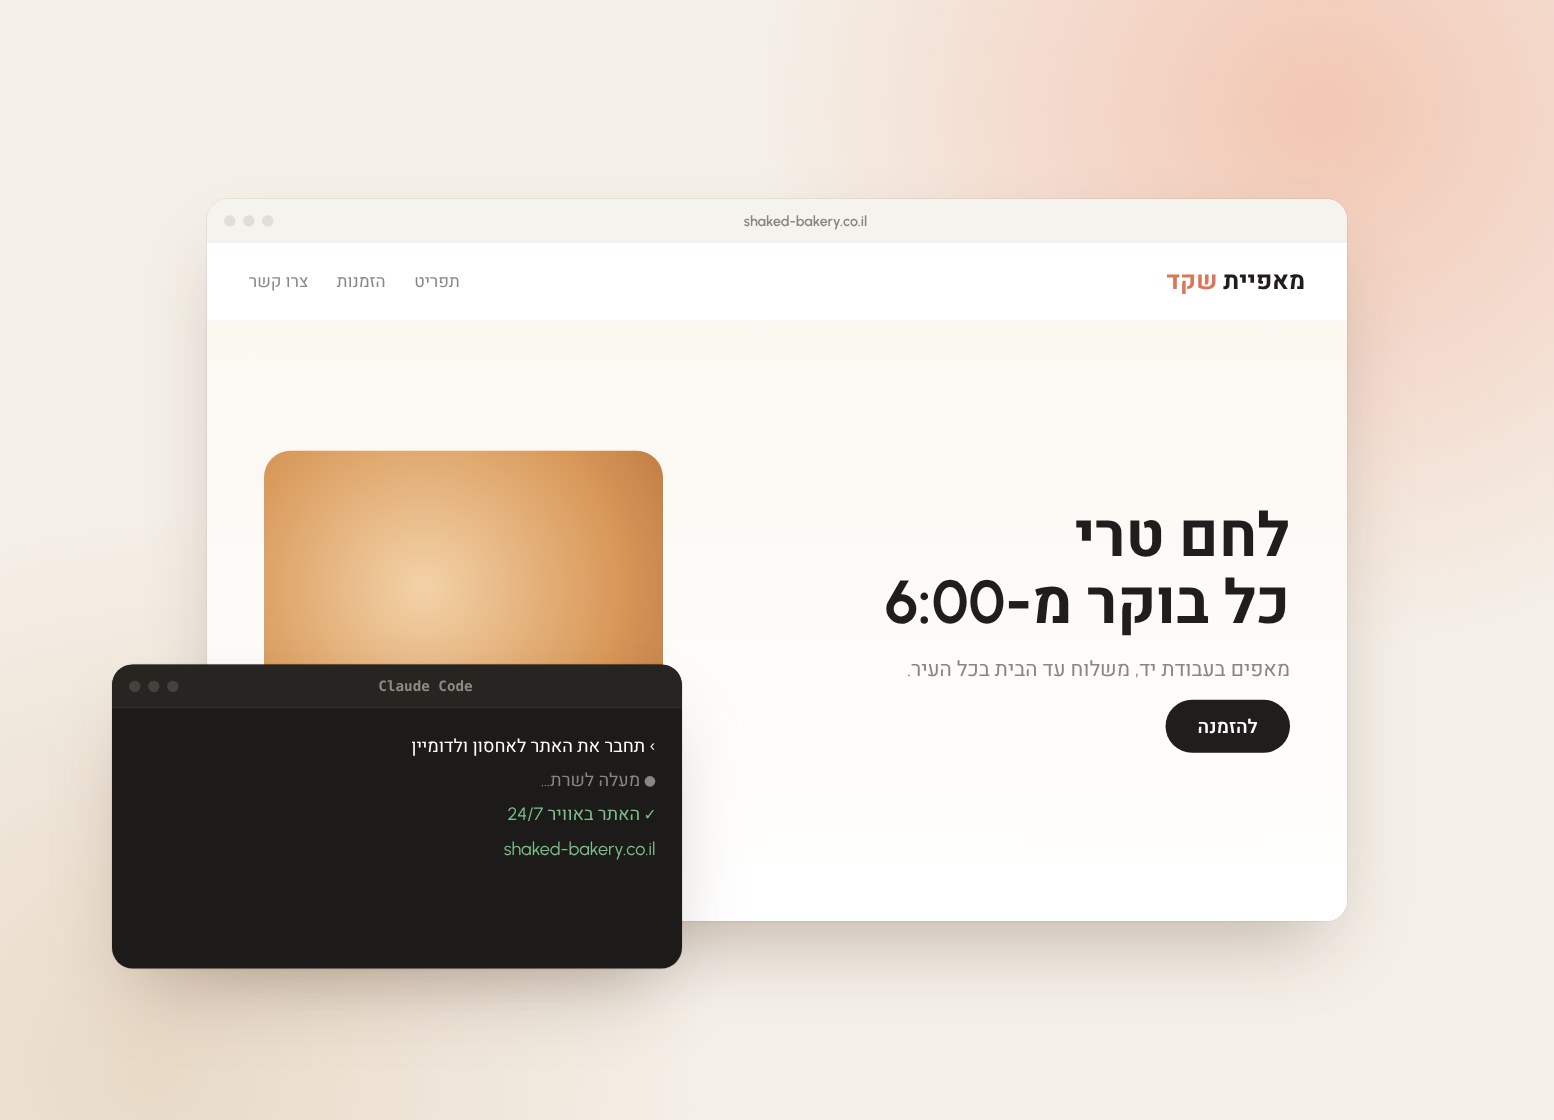 shaked-bakery.co.il
מאפיית שקד
תפריט הזמנות צרו קשר
לחם טרי
כל בוקר מ-6:00
מאפים בעבודת יד, משלוח עד הבית בכל העיר.
להזמנה
Claude Code
› תחבר את האתר לאחסון ולדומיין
● מעלה לשרת...
✓ האתר באוויר 24/7
shaked-bakery.co.il